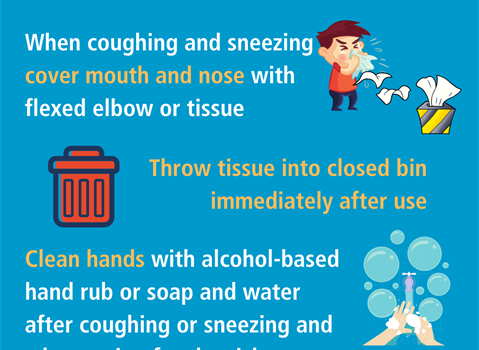 When coughing and sneezing
cover mouth and nose with
flexed elbow or tissue
Throw tissue into closed bin
immediately after use
Clean hands with alcohol-based
hand rub or soap and water
after coughing or sneezing and